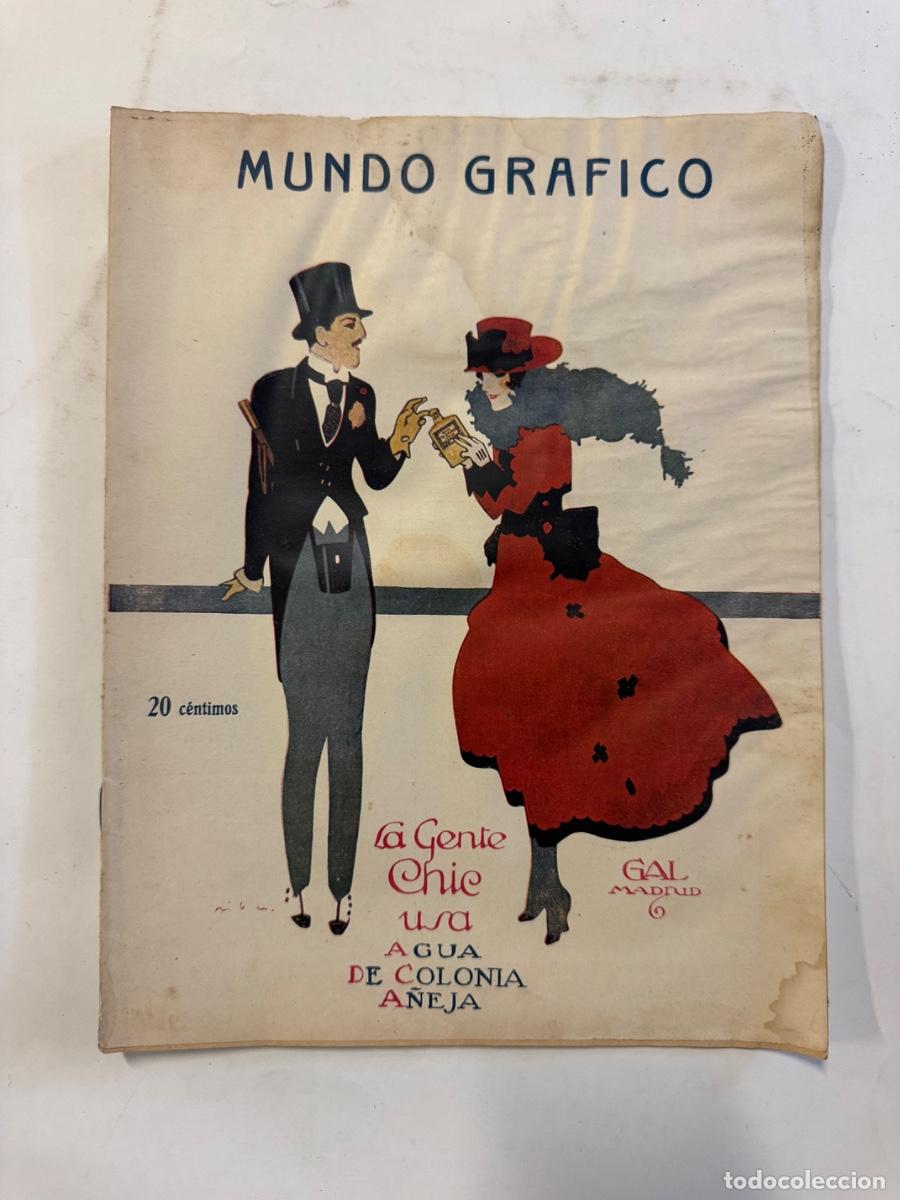 MUNDO GRAFICO
20 céntimos
La Gente
Chic
usa
AGUA
DE COLONIA
AÑEJA
GAL
MADRID
todocoleccion